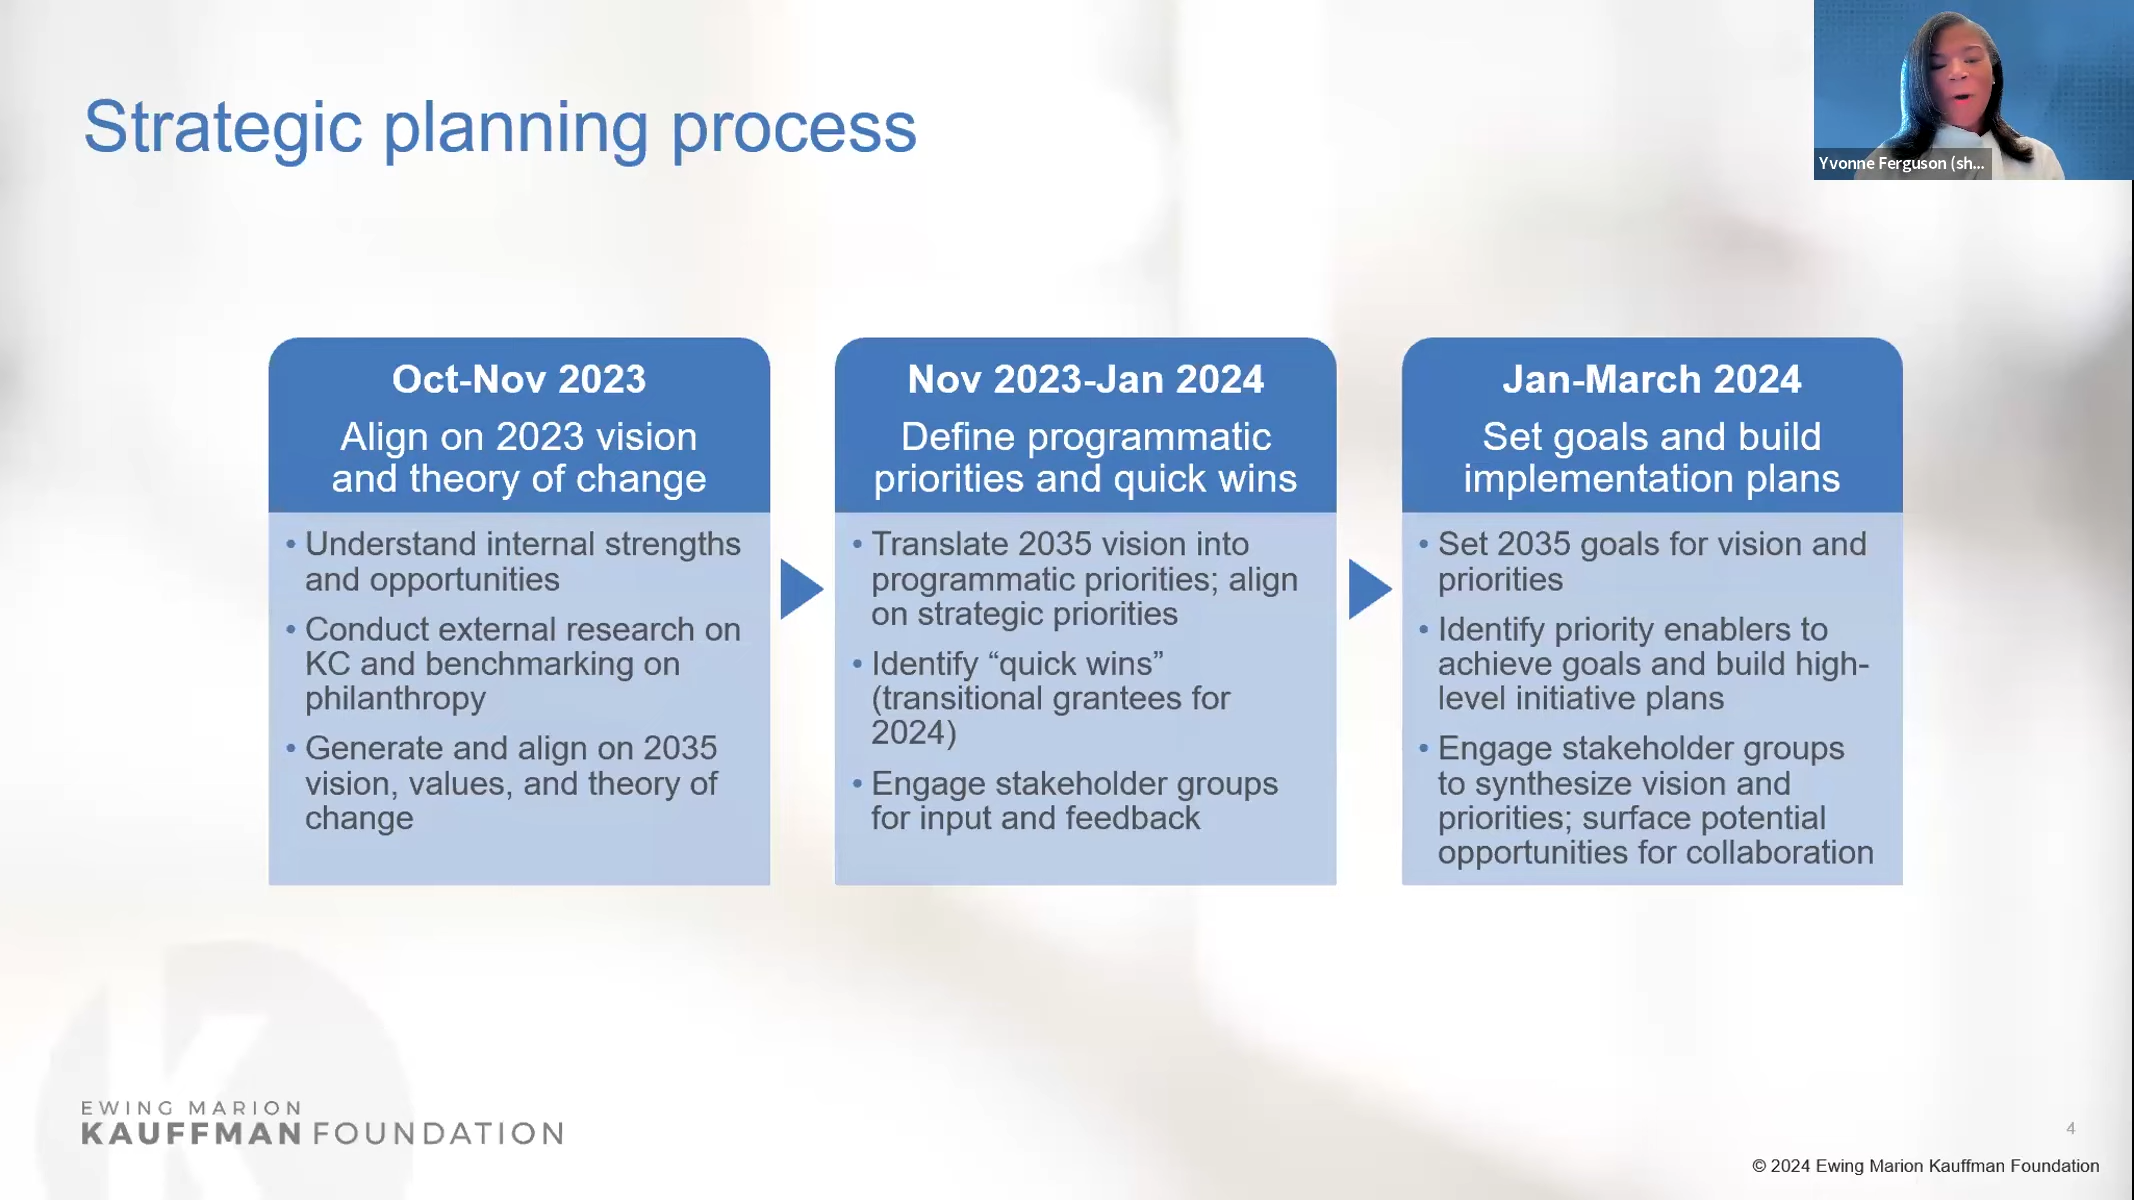 Strategic planning process
Yvonne Ferguson (sh...
Oct-Nov 2023
Align on 2023 vision
and theory of change
• Understand internal strengths
and opportunities
• Conduct external research on
KC and benchmarking on
philanthropy
• Generate and align on 2035
vision, values, and theory of
change
Nov 2023-Jan 2024
Define programmatic
priorities and quick wins
• Translate 2035 vision into
programmatic priorities; align
on strategic priorities
• Identify “quick wins”
(transitional grantees for
2024)
• Engage stakeholder groups
for input and feedback
Jan-March 2024
Set goals and build
implementation plans
• Set 2035 goals for vision and
priorities
• Identify priority enablers to
achieve goals and build high-
level initiative plans
• Engage stakeholder groups
to synthesize vision and
priorities; surface potential
opportunities for collaboration
EWING MARION
KAUFFMAN FOUNDATION
4
© 2024 Ewing Marion Kauffman Foundation